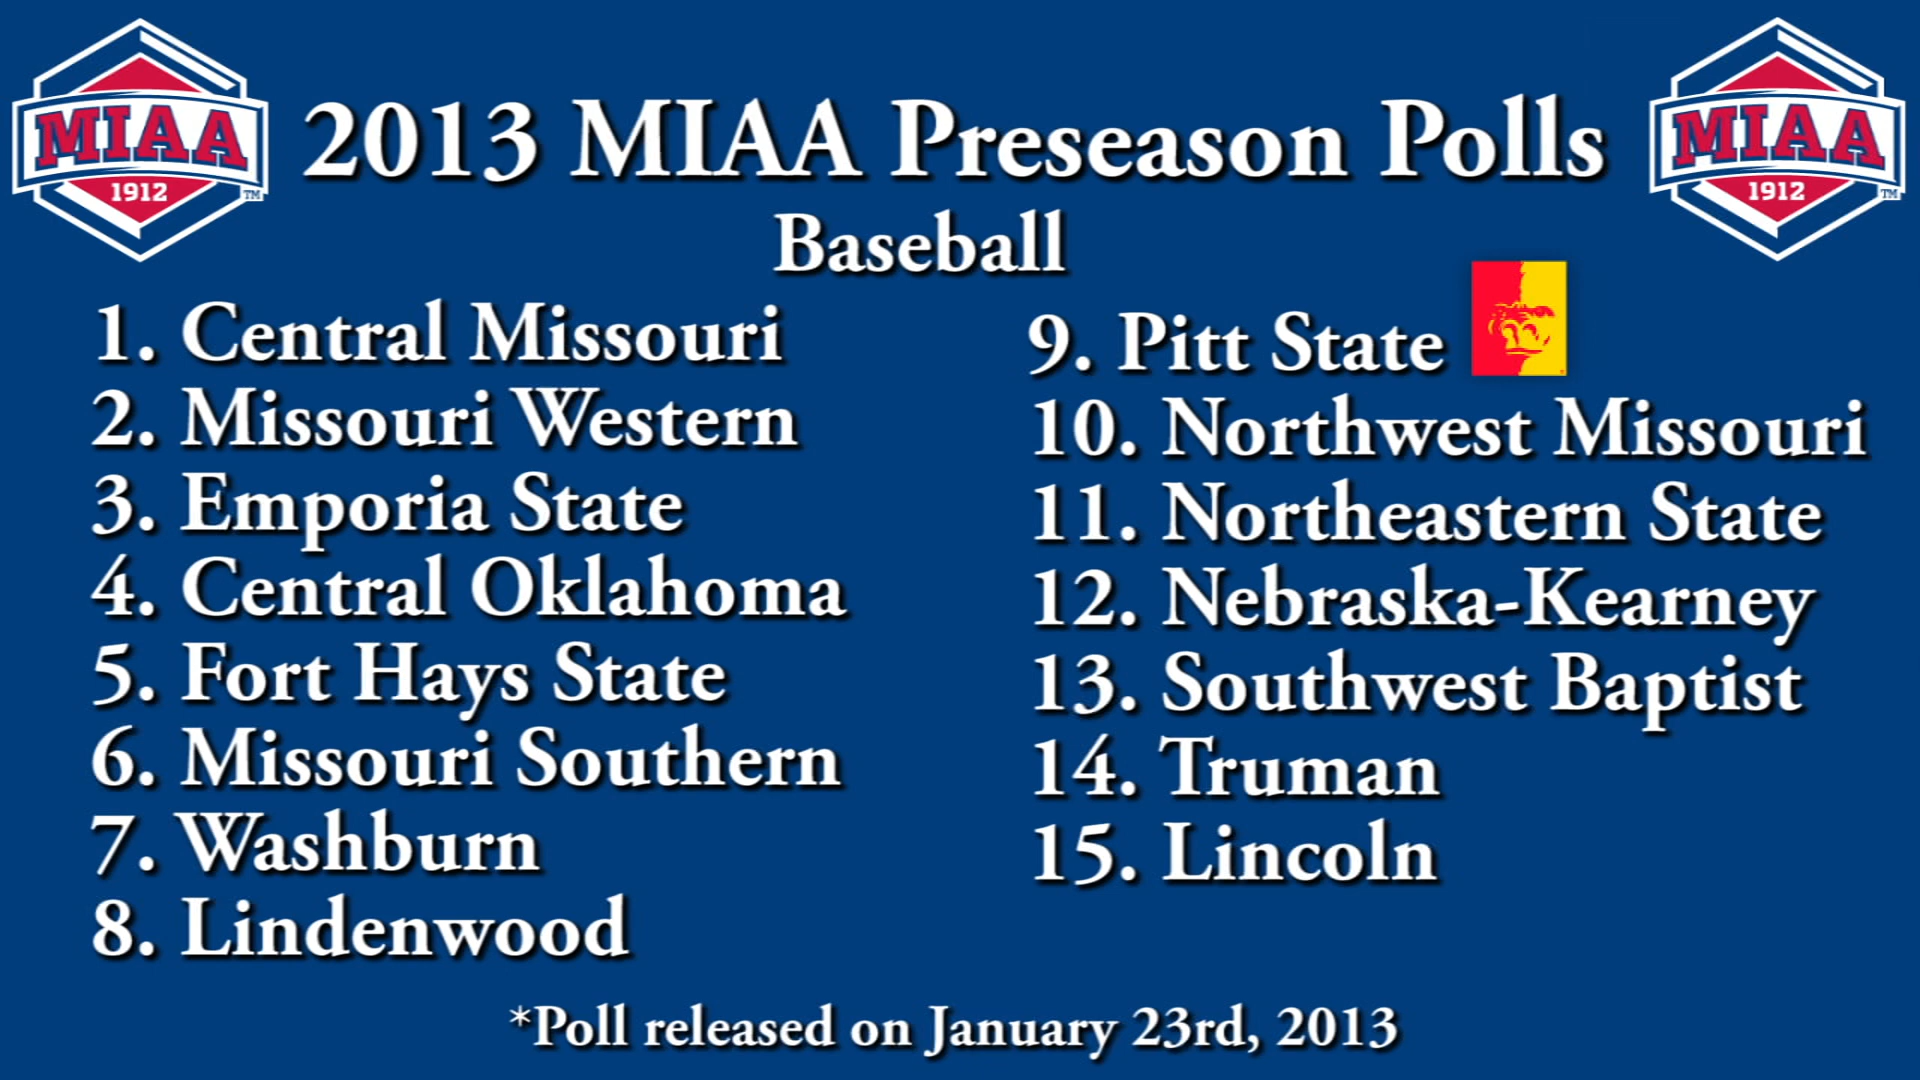 MIAA
1912
TM
2013 MIAA Preseason Polls
MIAA
1912
TM
Baseball
1. Central Missouri
2. Missouri Western
3. Emporia State
4. Central Oklahoma
5. Fort Hays State
6. Missouri Southern
7. Washburn
8. Lindenwood
9. Pitt State
10. Northwest Missouri
11. Northeastern State
12. Nebraska-Kearney
13. Southwest Baptist
14. Truman
15. Lincoln
*Poll released on January 23rd, 2013